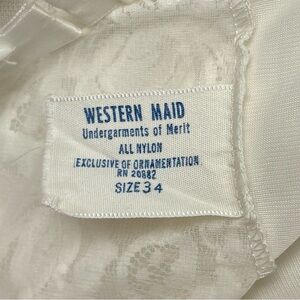 WESTERN MAID
Undergarments of Merit
ALL NYLON
EXCLUSIVE OF ORNAMENTATION
RN 20882
SIZE 34